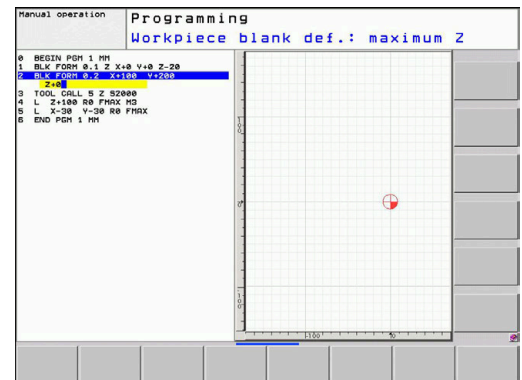 Manual operation
Programming
Workpiece blank def.: maximum Z
0 BEGIN PGM 1 MM
1 BLK FORM 0.1 Z X+0 Y+0 Z-20
2 BLK FORM 0.2 X+100 Y+200
Z+0
3 TOOL CALL 5 Z S2000
4 L Z+100 R0 FMAX M3
5 L X-30 Y-30 R0 FMAX
6 END PGM 1 MM